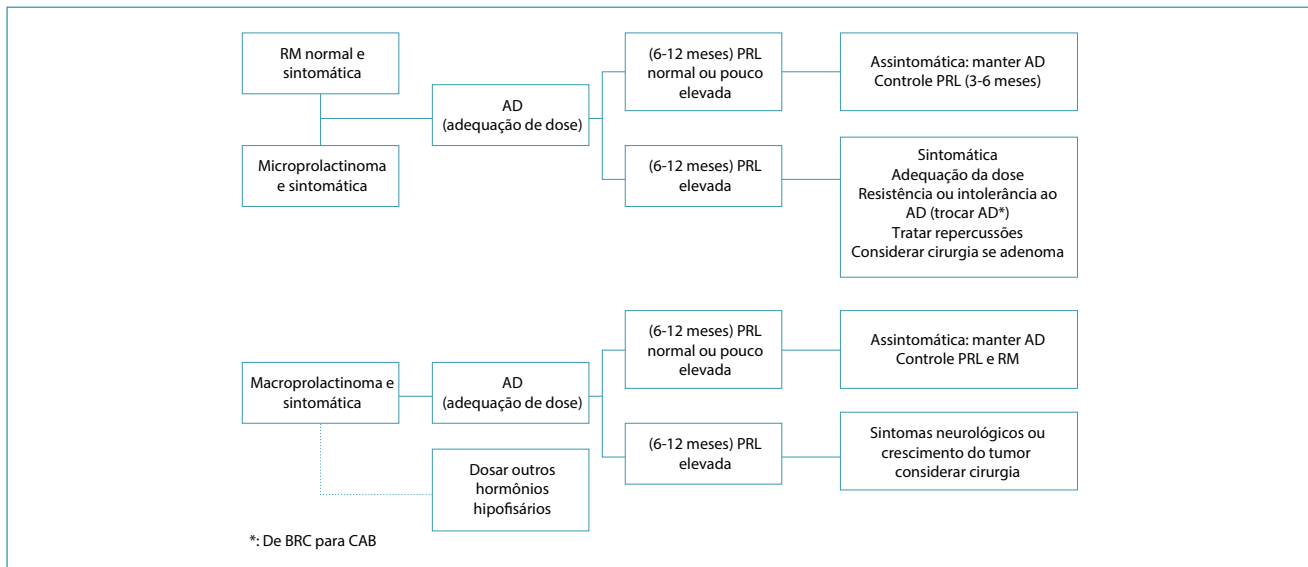 RM normal e
sintomática
Microprolactinoma
e sintomática
AD
(adequação de dose)
(6-12 meses) PRL
normal ou pouco
elevada
Assintomática: manter AD
Controle PRL (3-6 meses)
(6-12 meses) PRL
elevada
Sintomática
Adequação da dose
Resistência ou intolerância ao
AD (trocar AD*)
Tratar repercussões
Considerar cirurgia se adenoma
Macroprolactinoma e
sintomática
AD
(adequação de dose)
Dosar outros
hormônios
hipofisários
(6-12 meses) PRL
normal ou pouco
elevada
Assintomática: manter AD
Controle PRL e RM
(6-12 meses) PRL
elevada
Sintomas neurológicos ou
crescimento do tumor
considerar cirurgia
*: De BRC para CAB